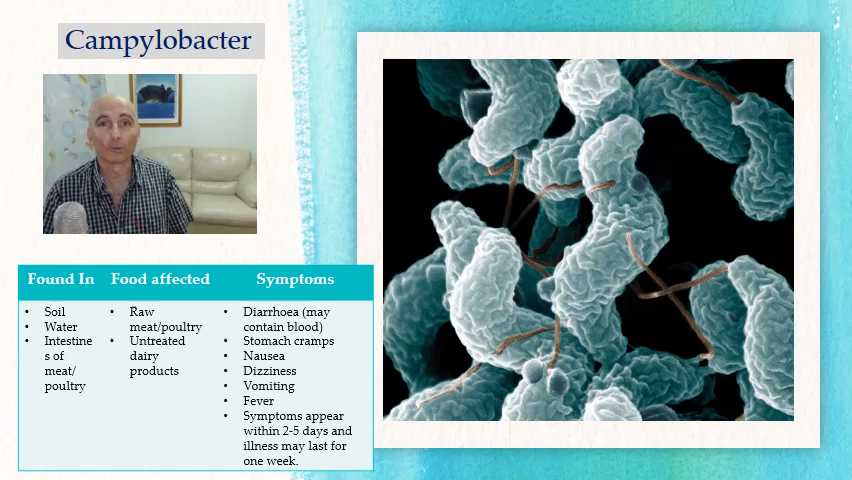 Campylobacter
Found In
Food affected
Symptoms
• Soil
• Water
• Intestine
s of
meat/
poultry
• Raw
meat/poultry
• Untreated
dairy
products
• Diarrhoea (may
contain blood)
• Stomach cramps
• Nausea
• Dizziness
• Vomiting
• Fever
• Symptoms appear
within 2-5 days and
illness may last for
one week.